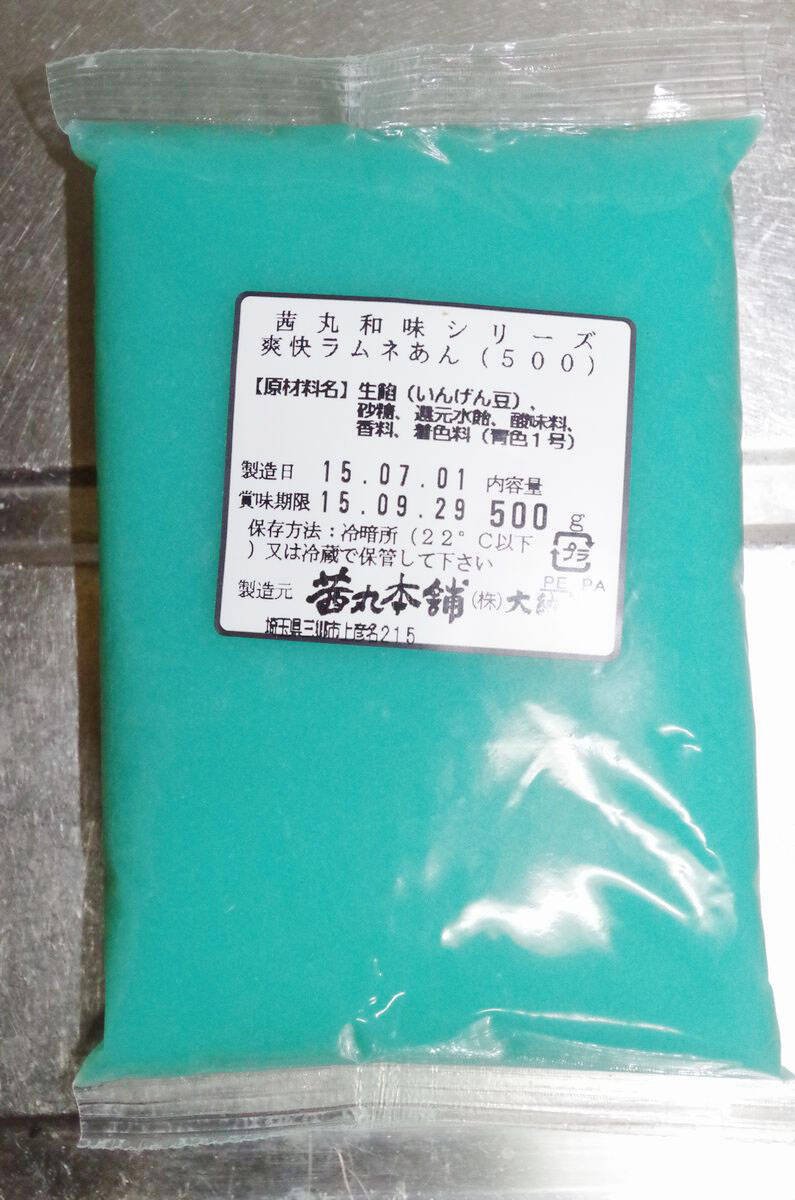 茜丸和味シリーズ
爽快ラムネあん（５００）
【原材料名】生餡（いんげん豆）、
砂糖、還元水飴、酸味料、
香料、着色料（青色１号）
製造日 15.07.01 内容量
賞味期限 15.09.29 500 g
保存方法：冷暗所（２２°Ｃ以下
）又は冷蔵で保管して下さい
プラ
PE PA
製造元 茜丸本舗 (株)大
埼玉県三郷市上彦名２１５